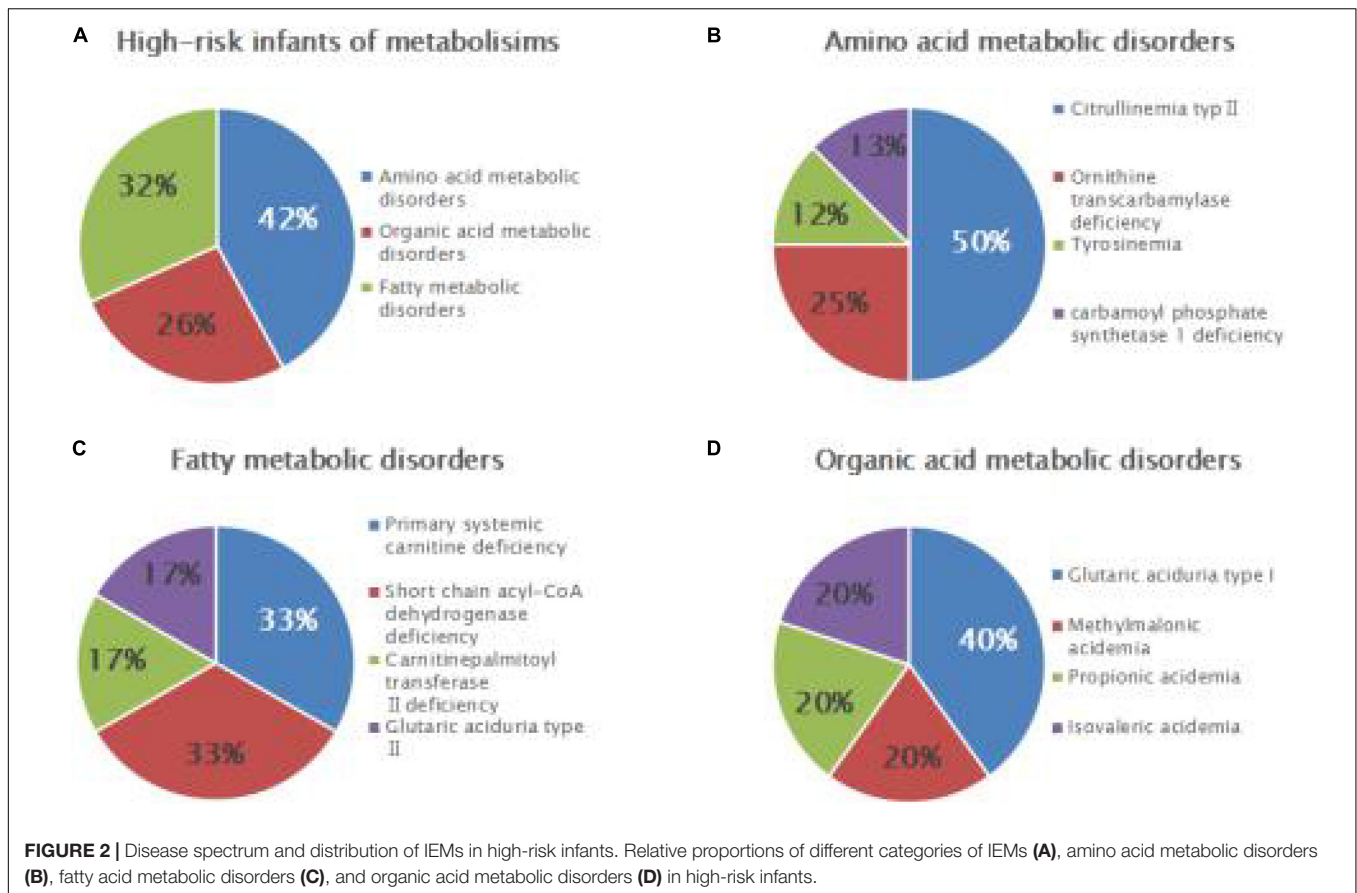 A
High-risk infants of metabolisims
32%
42%
26%
Amino acid metabolic
disorders
Organic acid metabolic
disorders
Fatty metabolic
disorders
B
Amino acid metabolic disorders
13%
12%
50%
25%
Citrullinemia typ II
Ornithine
transcarbamylase
deficiency
Tyrosinemia
carbamoyl phosphate
synthetase 1 deficiency
C
Fatty metabolic disorders
17%
33%
17%
33%
Primary systemic
carnitine deficiency
Short chain acyl-CoA
dehydrogenase
deficiency
Carnitinepalmitoyl
transferase
II deficiency
Glutaric aciduria type
II
D
Organic acid metabolic disorders
20%
40%
20%
20%
Glutaric aciduria type I
Methylmalonic
acidemia
Propionic acidemia
Isovaleric acidemia
FIGURE 2 | Disease spectrum and distribution of IEMs in high-risk infants. Relative proportions of different categories of IEMs (A), amino acid metabolic disorders
(B), fatty acid metabolic disorders (C), and organic acid metabolic disorders (D) in high-risk infants.